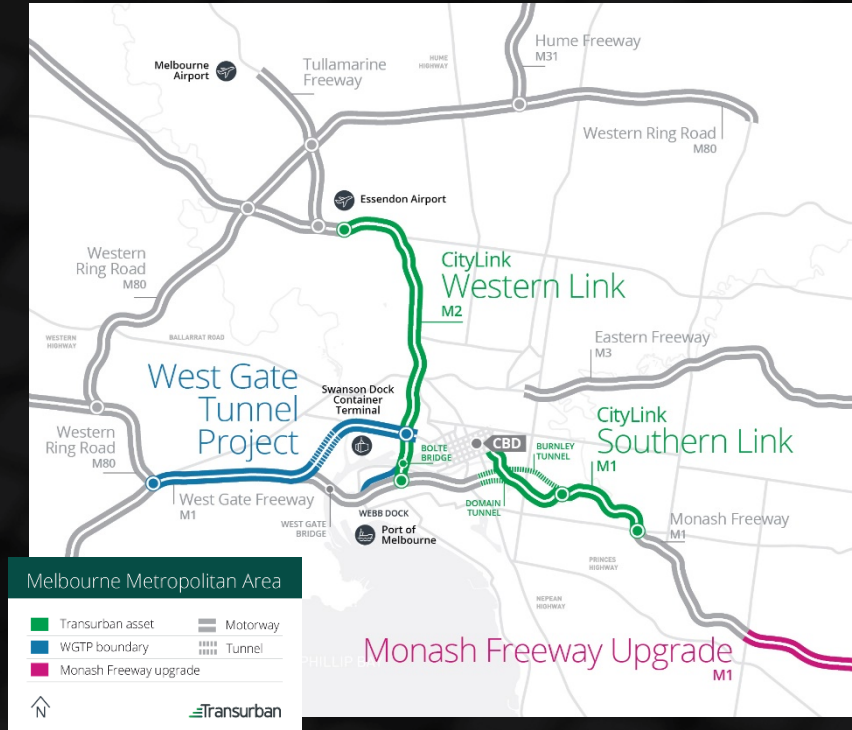 Melbourne
Airport
Tullamarine
Freeway
HUME
HIGHWAY
Hume Freeway
M31
Western Ring Road
M80
Essendon Airport
Western
Ring Road
M80
CityLink
Western Link
M2
WESTERN
HIGHWAY
BALLARRAT ROAD
Eastern Freeway
M3
West Gate
Tunnel
Project
Swanson Dock
Container
Terminal
CityLink
Southern Link
M1
Western
Ring Road
M80
BOLTE
BRIDGE
CBD
BURNLEY
TUNNEL
West Gate Freeway
M1
WEST GATE
BRIDGE
WEBB DOCK
Port of
Melbourne
DOMAIN
TUNNEL
Monash Freeway
M1
PRINCES
HIGHWAY
NEPEAN
HIGHWAY
PHILLIP BA
Monash Freeway Upgrade
M1
Melbourne Metropolitan Area
Transurban asset
Motorway
WGTP boundary
Tunnel
Monash Freeway upgrade
N
Transurban